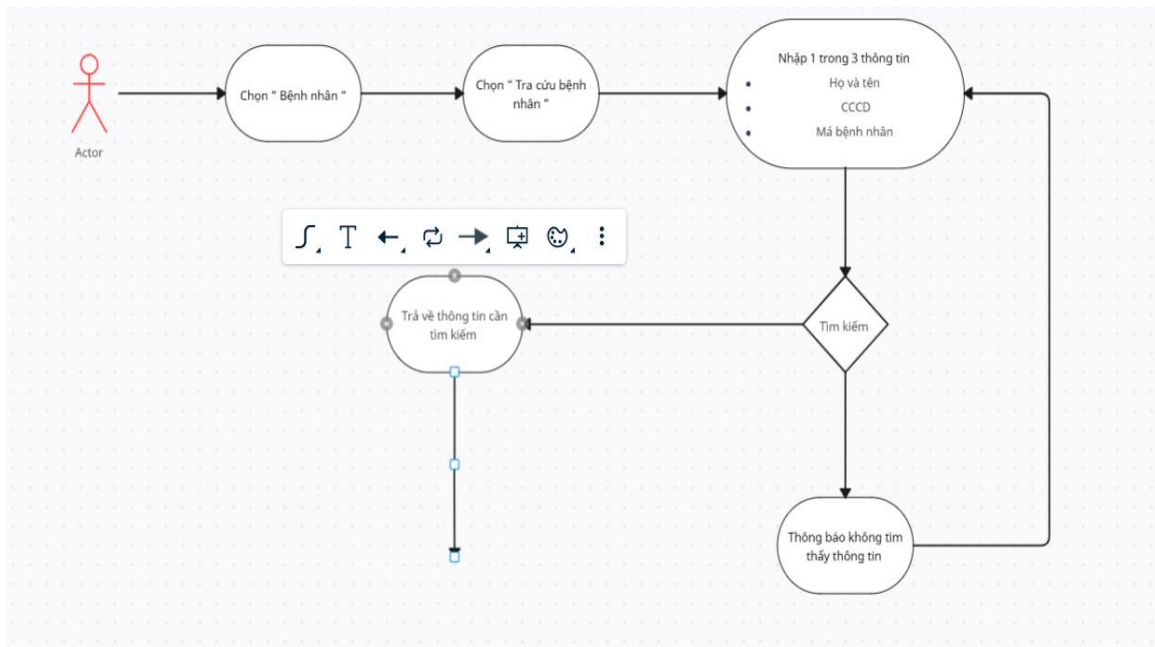 Chọn “ Bệnh nhân “
Chọn “ Tra cứu bệnh
nhân “
Nhập 1 trong 3 thông tin
• Họ và tên
• CCCD
• Má bệnh nhân
Actor
T
Trả về thông tin cần
tìm kiếm
Tìm kiếm
Thông báo không tìm
thấy thông tin